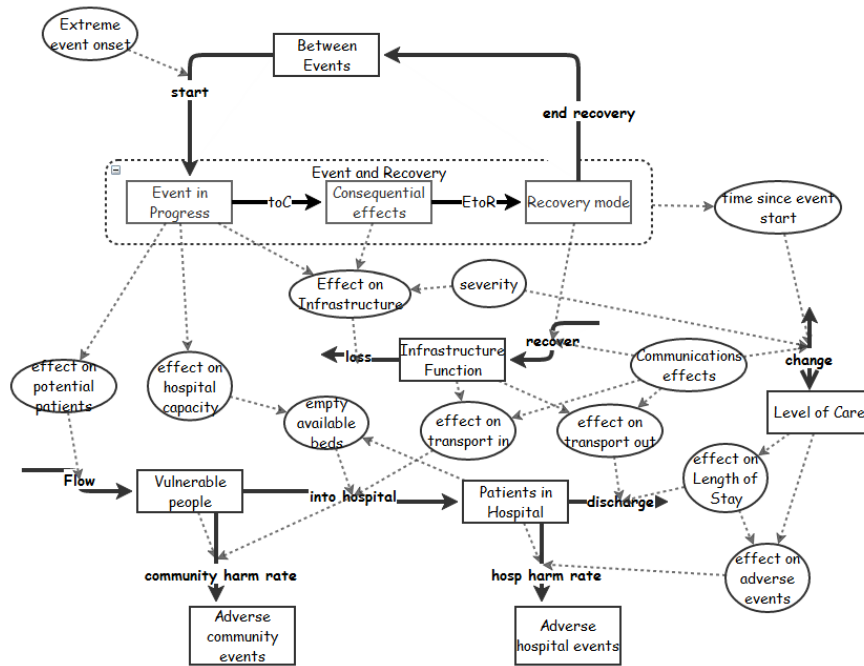 Extreme
event onset
Between
Events
start
end recovery
Event and Recovery
Event in
Progress
toC
Consequential
effects
EtoR
Recovery mode
time since event
start
Effect on
Infrastructure
severity
loss
Infrastructure
Function
recover
Communications
effects
change
effect on
potential
patients
effect on
hospital
capacity
empty
available
beds
effect on
transport in
effect on
transport out
Level of Care
effect on
Length of
Stay
Flow
Vulnerable
people
into hospital
Patients in
Hospital
discharge
effect on
adverse
events
community harm rate
hosp harm rate
Adverse
community
events
Adverse
hospital events